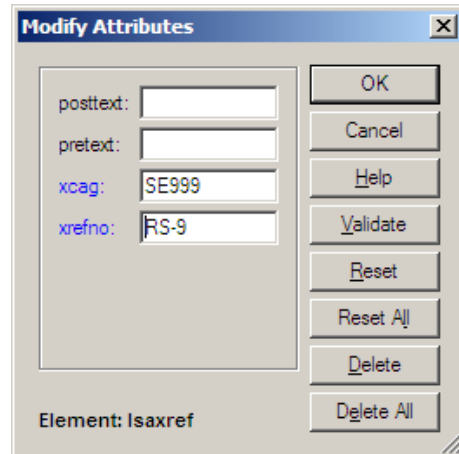 Modify Attributes
posttext:
pretext:
xcag: SE999
xrefno: RS-9
OK
Cancel
Help
Validate
Reset
Reset All
Delete
Delete All
Element: lsaxref